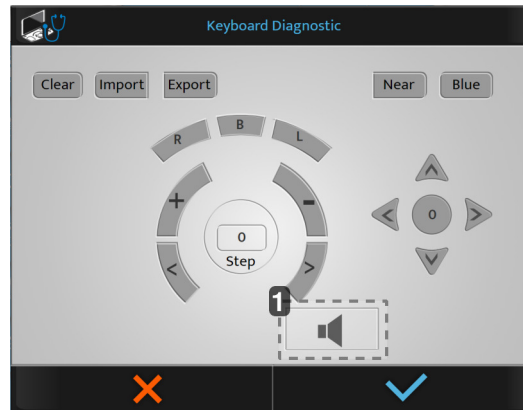 Keyboard Diagnostic
Clear Import Export Near Blue
R B L
+ -
0
< Step >
< 0 >
1